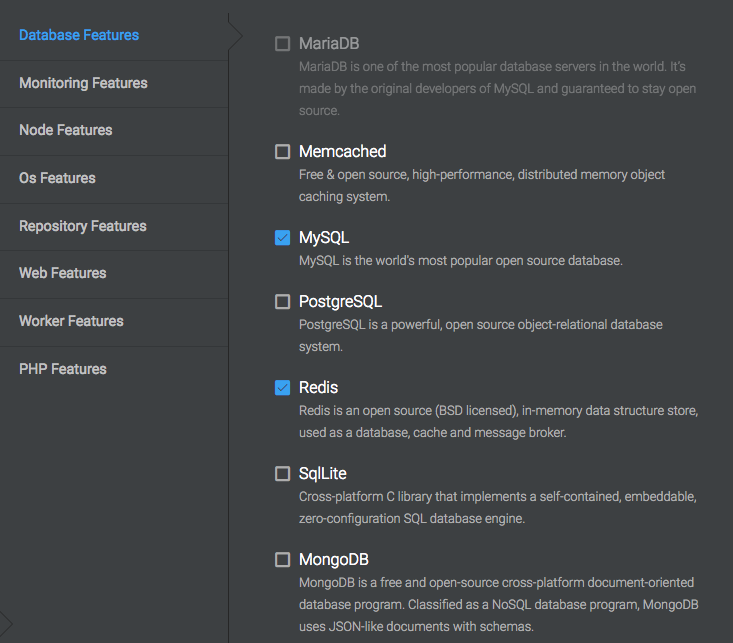 Database Features
Monitoring Features
Node Features
Os Features
Repository Features
Web Features
Worker Features
PHP Features
MariaDB
MariaDB is one of the most popular database servers in the world. It's
made by the original developers of MySQL and guaranteed to stay open
source.
Memcached
Free & open source, high-performance, distributed memory object
caching system.
MySQL
MySQL is the world's most popular open source database.
PostgreSQL
PostgreSQL is a powerful, open source object-relational database
system.
Redis
Redis is an open source (BSD licensed), in-memory data structure store,
used as a database, cache and message broker.
SqlLite
Cross-platform C library that implements a self-contained, embeddable,
zero-configuration SQL database engine.
MongoDB
MongoDB is a free and open-source cross-platform document-oriented
database program. Classified as a NoSQL database program, MongoDB
uses JSON-like documents with schemas.